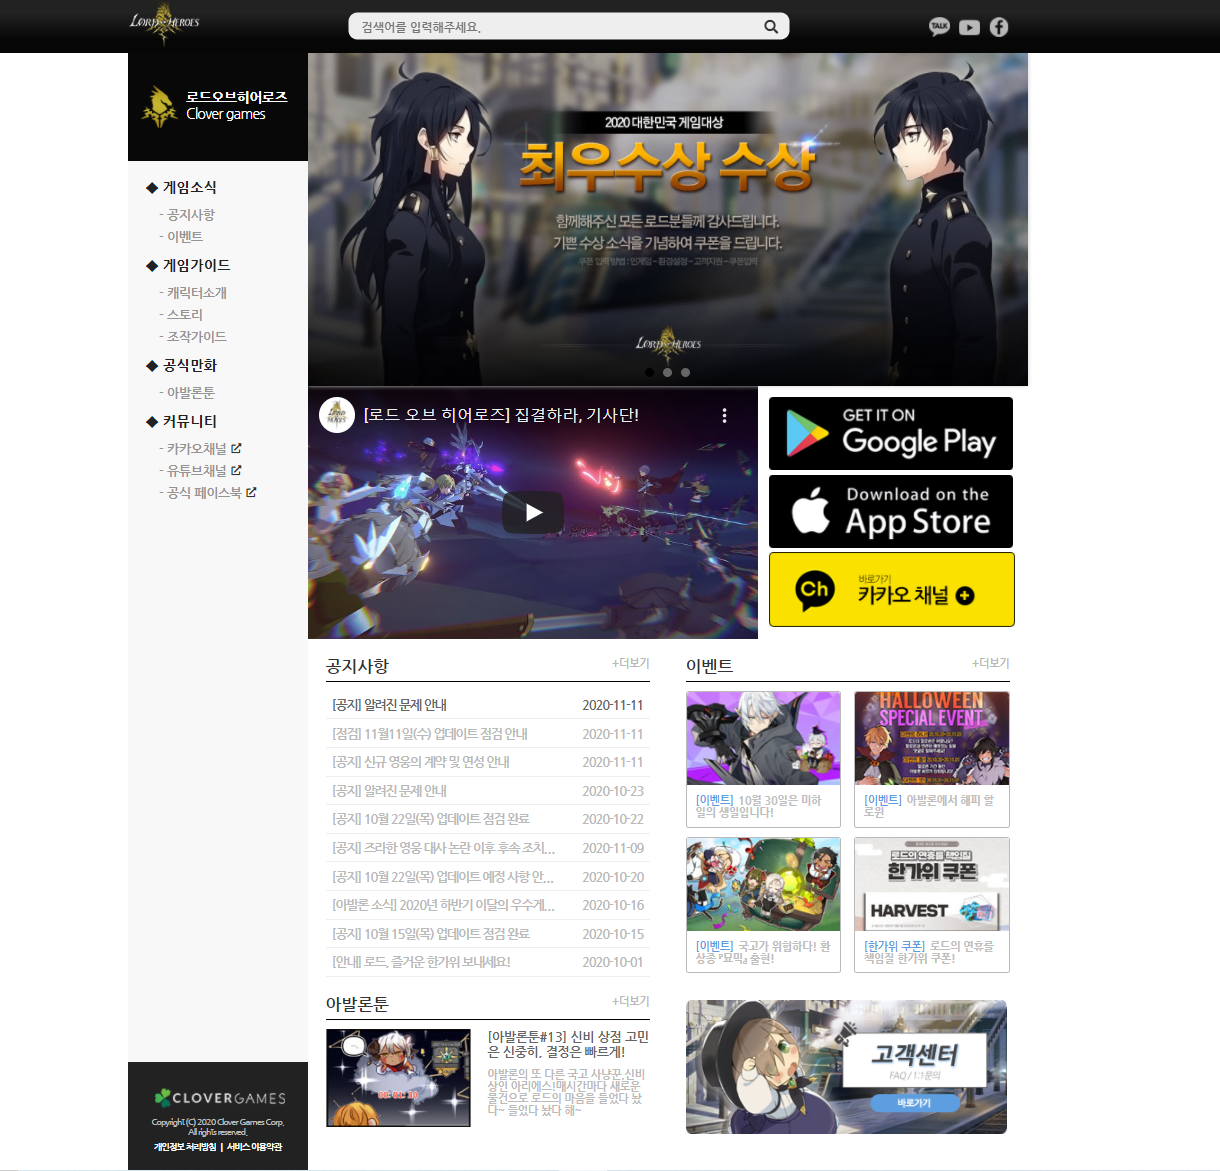 LORD OF HEROES
검색어를 입력해주세요.
TALK
로드오브히어로즈
Clover games
◆ 게임소식
- 공지사항
- 이벤트
◆ 게임가이드
- 캐릭터소개
- 스토리
- 조작가이드
◆ 공식만화
- 아발론툰
◆ 커뮤니티
- 카카오채널
- 유튜브채널
- 공식 페이스북
2020 대한민국 게임대상
최우수상 수상
함께해주신 모든 로드분들께 감사드립니다.
기쁜 수상 소식을 기념하여 쿠폰을 드립니다.
쿠폰 입력 방법 : 인게임 - 환경설정 - 고객지원 - 쿠폰입력
LORD OF HEROES
[로드 오브 히어로즈] 집결하라, 기사단!
GET IT ON
Google Play
Download on the
App Store
Ch
바로가기
카카오 채널
공지사항
+더보기
[공지] 알려진 문제 안내 2020-11-11
[점검] 11월11일(수) 업데이트 점검 안내 2020-11-11
[공지] 신규 영웅의 계약 및 연성 안내 2020-11-11
[공지] 알려진 문제 안내 2020-10-23
[공지] 10월 22일(목) 업데이트 점검 완료 2020-10-22
[공지] 즈라한 영웅 대사 논란 이후 후속 조치... 2020-11-09
[공지] 10월 22일(목) 업데이트 예정 사항 안... 2020-10-20
[아발론 소식] 2020년 하반기 이달의 우수게... 2020-10-16
[공지] 10월 15일(목) 업데이트 점검 완료 2020-10-15
[안내] 로드, 즐거운 한가위 보내세요! 2020-10-01
이벤트
+더보기
[이벤트] 10월 30일은 미하
일의 생일입니다!
HALLOWEEN
SPECIAL EVENT
[이벤트] 아발론에서 해피 할
로윈
[이벤트] 국고가 위험하다! 환
상종 『묘믹』 출현!
로드의 연휴를 책임질
한가위 쿠폰
HARVEST
[한가위 쿠폰] 로드의 연휴를
책임질 한가위 쿠폰!
아발론툰
+더보기
00:01:30
[아발론툰#13] 신비 상점 고민
은 신중히, 결정은 빠르게!
아발론의 또 다른 국고 사냥꾼,신비
상인 아리에스!매시간마다 새로운
물건으로 로드의 마음을 들었다 놨
다~ 들었다 놨다 해~
고객센터
FAQ / 1:1문의
바로가기
CLOVERGAMES
Copyright (C) 2020 Clover Games Corp.
All rights reserved.
개인정보 처리방침 | 서비스 이용약관